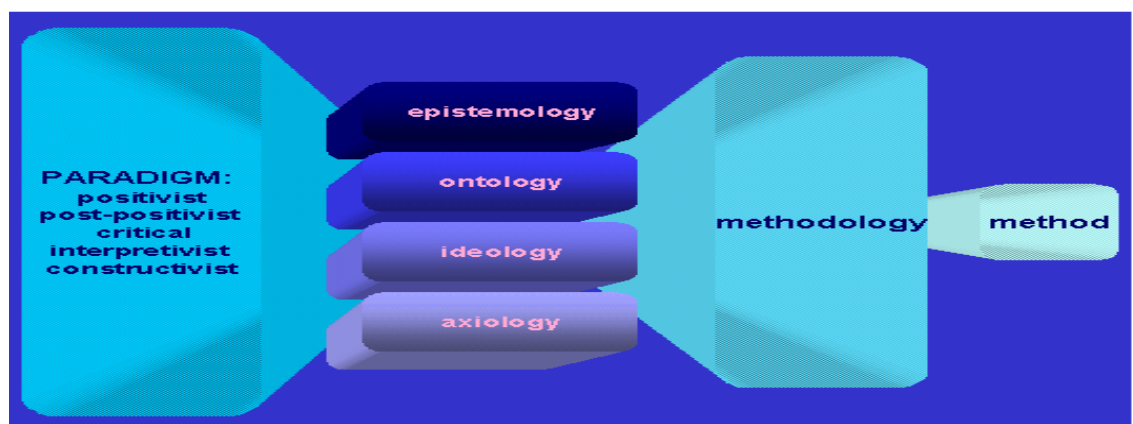 PARADIGM:
positivist
post-positivist
critical
interpretivist
constructivist
epistemology
ontology
ideology
axiology
methodology
method